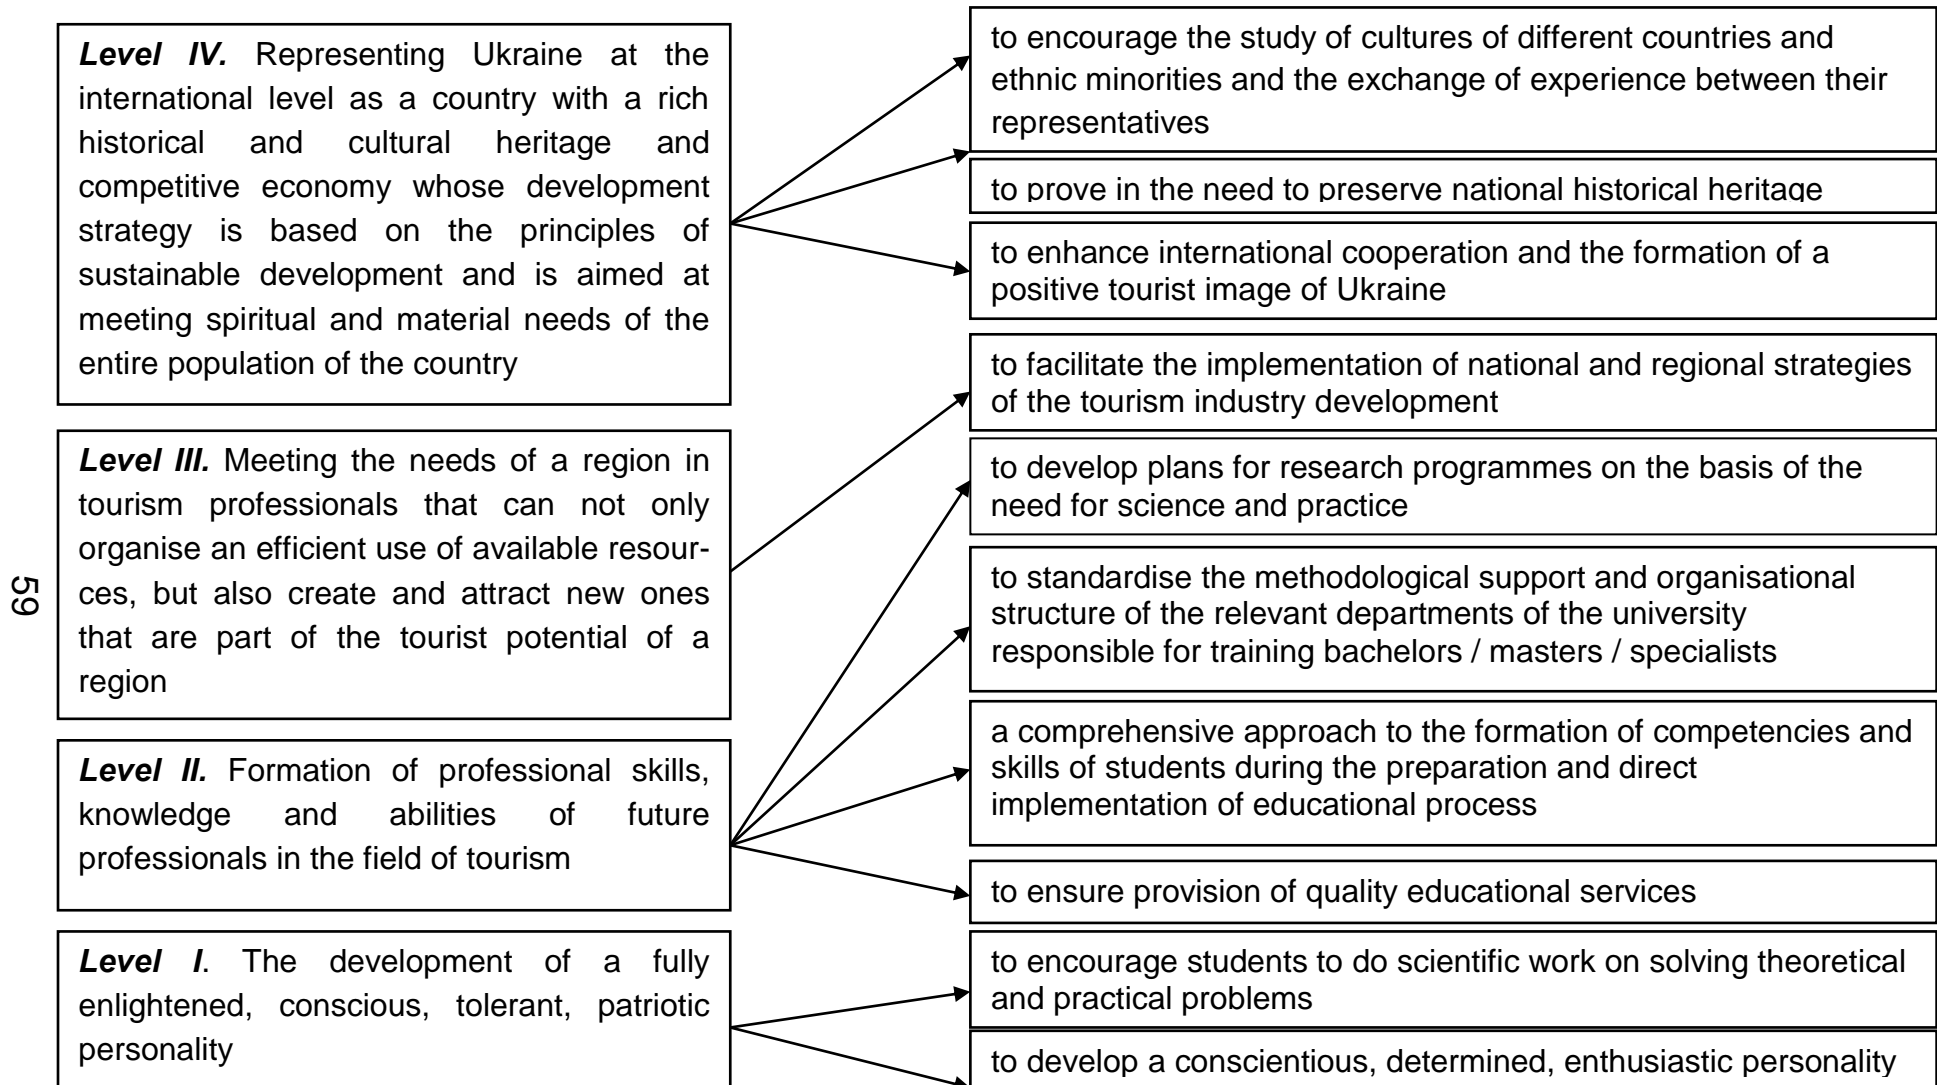 Level IV. Representing Ukraine at the
international level as a country with a rich
historical and cultural heritage and
competitive economy whose development
strategy is based on the principles of
sustainable development and is aimed at
meeting spiritual and material needs of the
entire population of the country
Level III. Meeting the needs of a region in
tourism professionals that can not only
organise an efficient use of available resour-
ces, but also create and attract new ones
that are part of the tourist potential of a
region
Level II. Formation of professional skills,
knowledge and abilities of future
professionals in the field of tourism
Level I. The development of a fully
enlightened, conscious, tolerant, patriotic
personality
to encourage the study of cultures of different countries and
ethnic minorities and the exchange of experience between their
representatives
to prove in the need to preserve national historical heritage
to enhance international cooperation and the formation of a
positive tourist image of Ukraine
to facilitate the implementation of national and regional strategies
of the tourism industry development
to develop plans for research programmes on the basis of the
need for science and practice
to standardise the methodological support and organisational
structure of the relevant departments of the university
responsible for training bachelors / masters / specialists
a comprehensive approach to the formation of competencies and
skills of students during the preparation and direct
implementation of educational process
to ensure provision of quality educational services
to encourage students to do scientific work on solving theoretical
and practical problems
to develop a conscientious, determined, enthusiastic personality
59